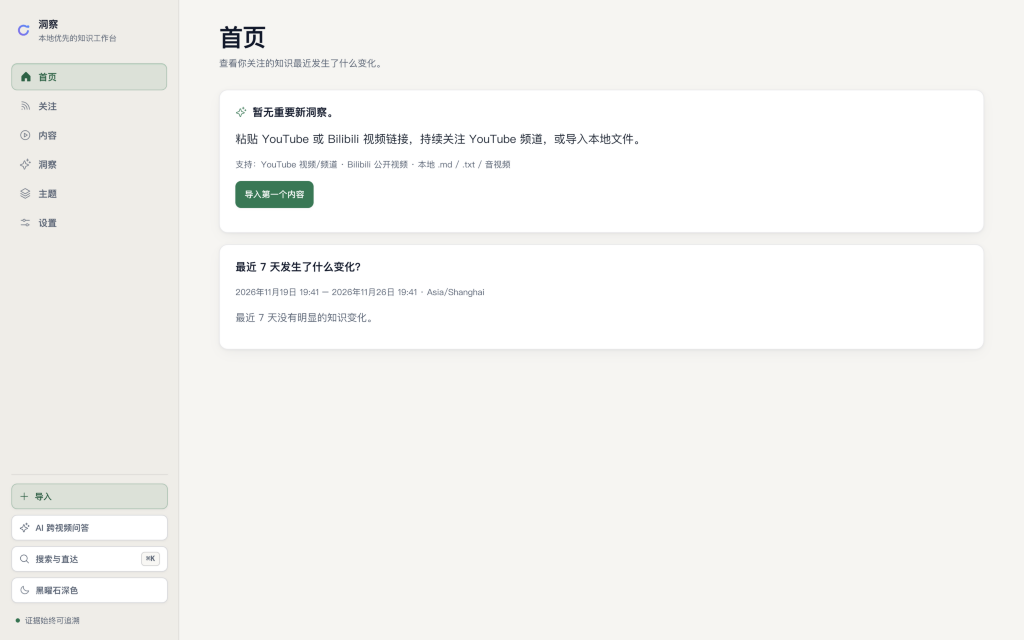 洞察
本地优先的知识工作台
首页
关注
内容
洞察
主题
设置
导入
AI 跨视频问答
搜索与直达 ⌘K
黑曜石深色
证据始终可追溯
首页
查看你关注的知识最近发生了什么变化。
暂无重要新洞察。
粘贴 YouTube 或 Bilibili 视频链接，持续关注 YouTube 频道，或导入本地文件。
支持：YouTube 视频/频道 · Bilibili 公开视频 · 本地 .md / .txt / 音视频
导入第一个内容
最近 7 天发生了什么变化?
2026年11月19日 19:41 — 2026年11月26日 19:41 · Asia/Shanghai
最近 7 天没有明显的知识变化。